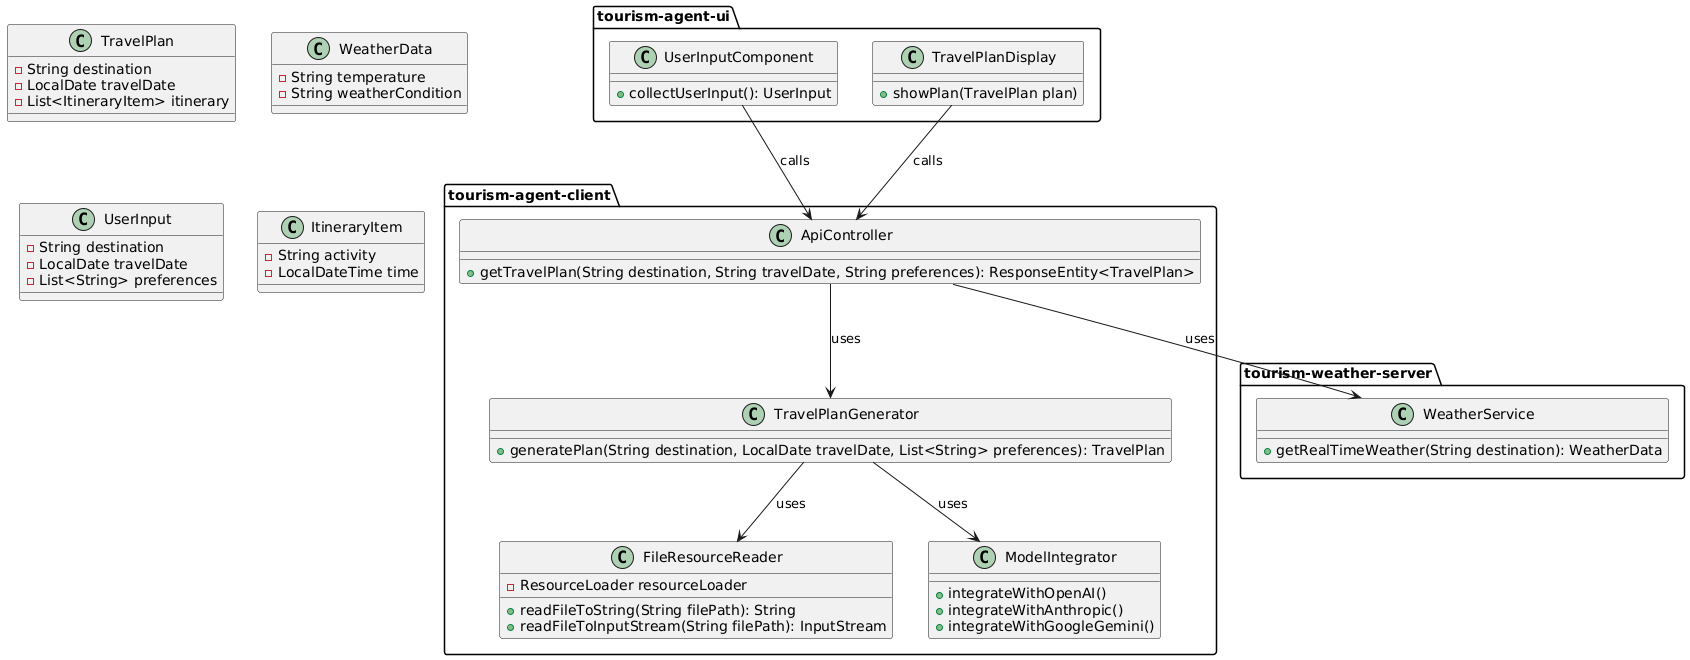 TravelPlan
String destination
LocalDate travelDate
List<ItineraryItem> itinerary
WeatherData
String temperature
String weatherCondition
tourism-agent-ui
UserInputComponent
collectUserInput(): UserInput
TravelPlanDisplay
showPlan(TravelPlan plan)
calls
calls
UserInput
String destination
LocalDate travelDate
List<String> preferences
ItineraryItem
String activity
LocalDateTime time
tourism-agent-client
ApiController
getTravelPlan(String destination, String travelDate, String preferences): ResponseEntity<TravelPlan>
uses
uses
tourism-weather-server
WeatherService
getRealTimeWeather(String destination): WeatherData
TravelPlanGenerator
generatePlan(String destination, LocalDate travelDate, List<String> preferences): TravelPlan
uses
uses
FileResourceReader
ResourceLoader resourceLoader
readFileToString(String filePath): String
readFileToInputStream(String filePath): InputStream
ModelIntegrator
integrateWithOpenAI()
integrateWithAnthropic()
integrateWithGoogleGemini()